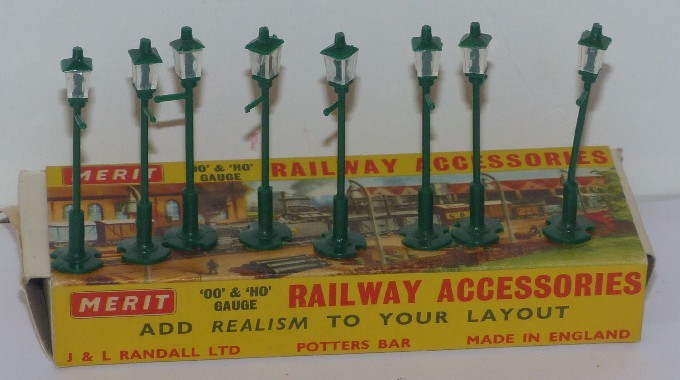 MERIT 'OO' & 'HO' RAILWAY ACCESSORIES
GAUGE
MERIT 'OO' & 'HO' RAILWAY ACCESSORIES
GAUGE
ADD REALISM TO YOUR LAYOUT
J & L RANDALL LTD POTTERS BAR MADE IN ENGLAND